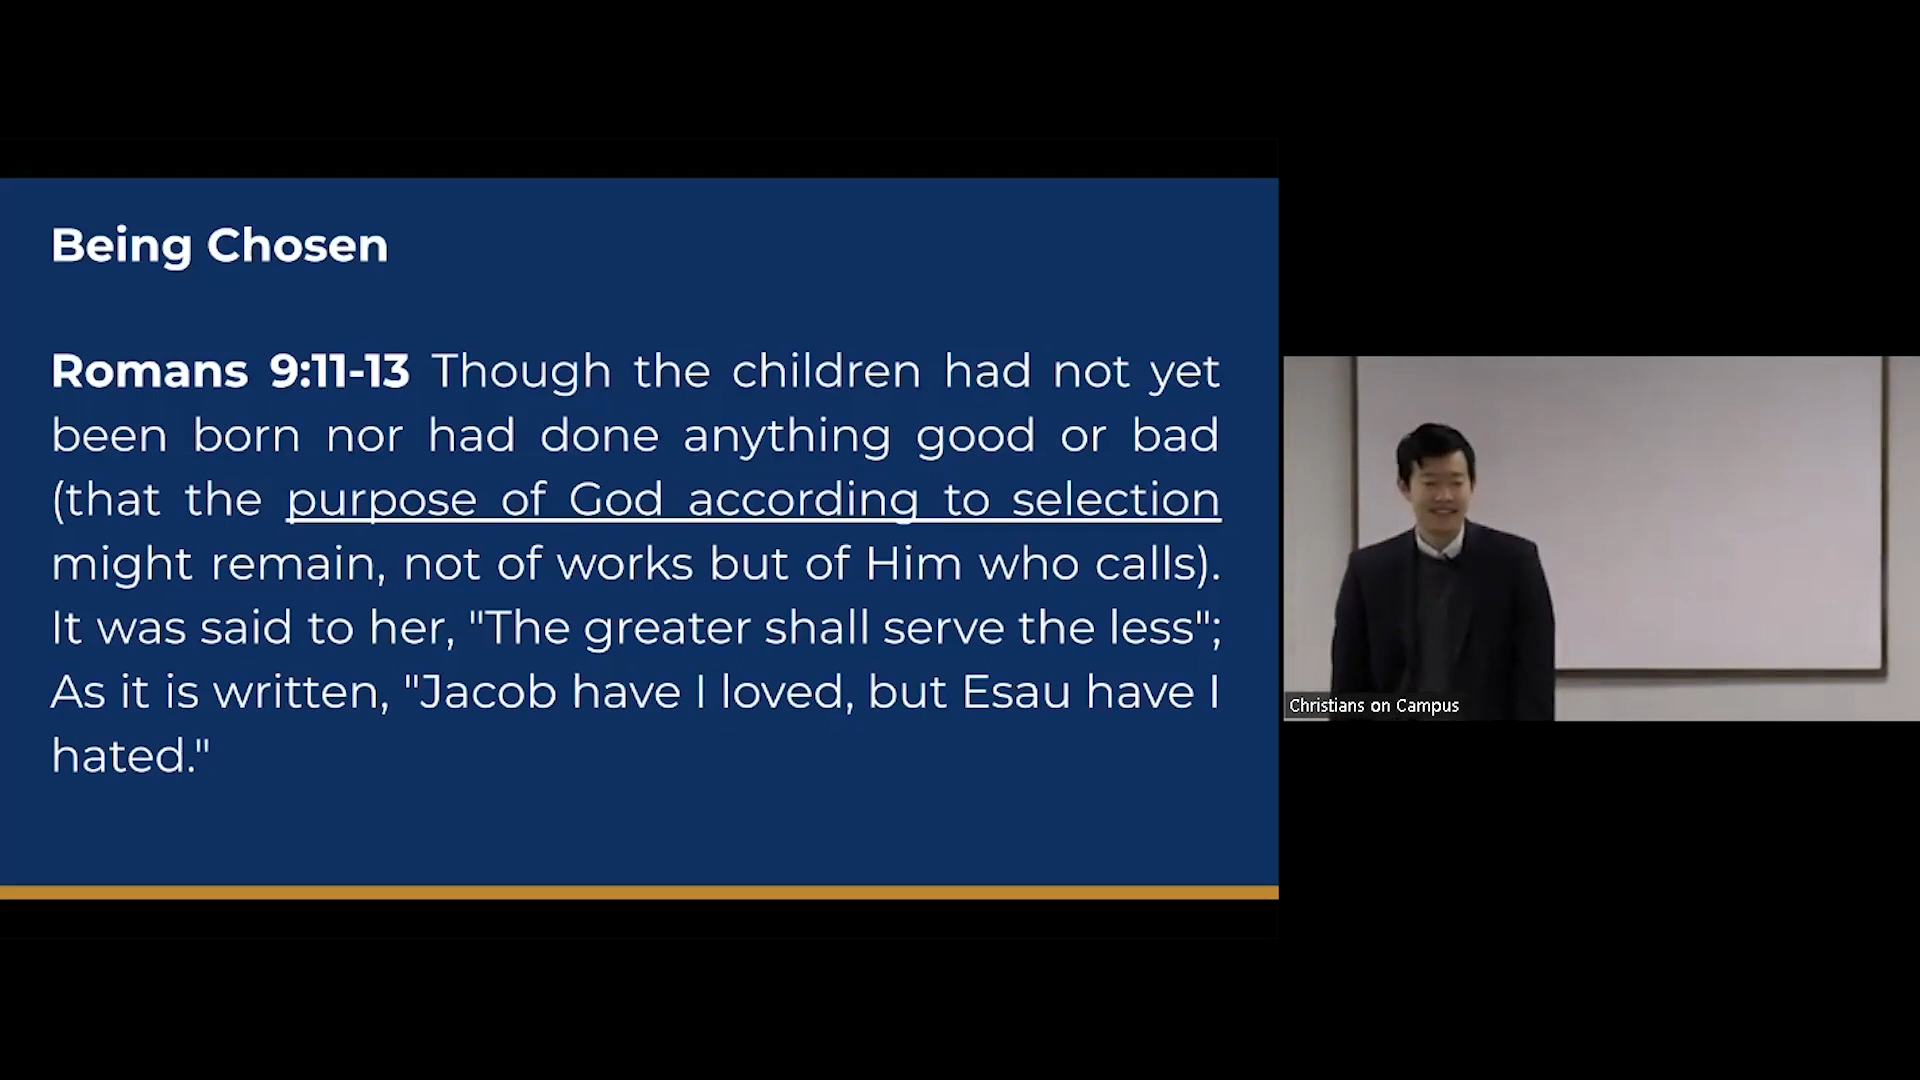 Being Chosen
Romans 9:11-13 Though the children had not yet
been born nor had done anything good or bad
(that the purpose of God according to selection
might remain, not of works but of Him who calls).
It was said to her, "The greater shall serve the less";
As it is written, "Jacob have I loved, but Esau have I
hated."
Christians on Campus